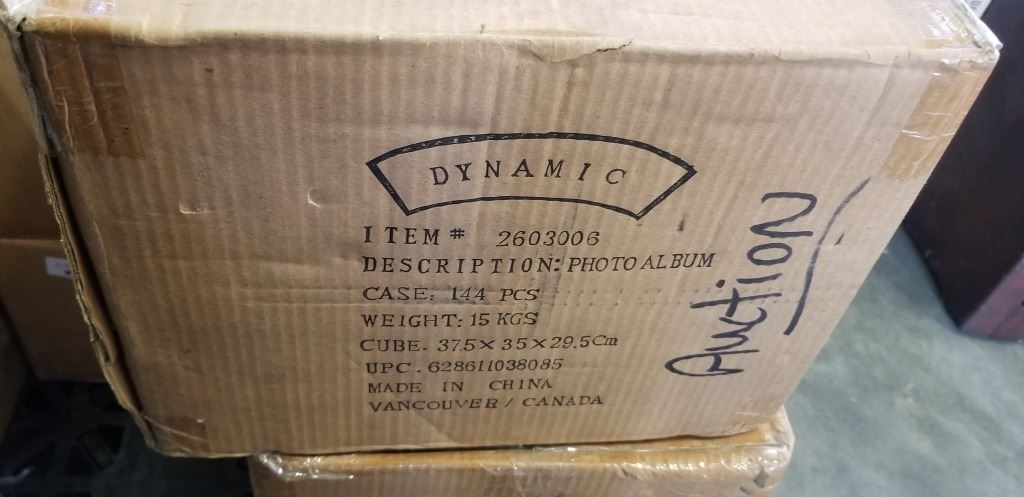 DYNAMIC
ITEM# 2603006
DESCRIPTION: PHOTO ALBUM
CASE: 144 PCS
WEIGHT: 15 KGS
CUBE. 37.5 × 35 × 29.5Cm
UPC. 628611038085
MADE IN CHINA
VANCOUVER / CANADA
Auction